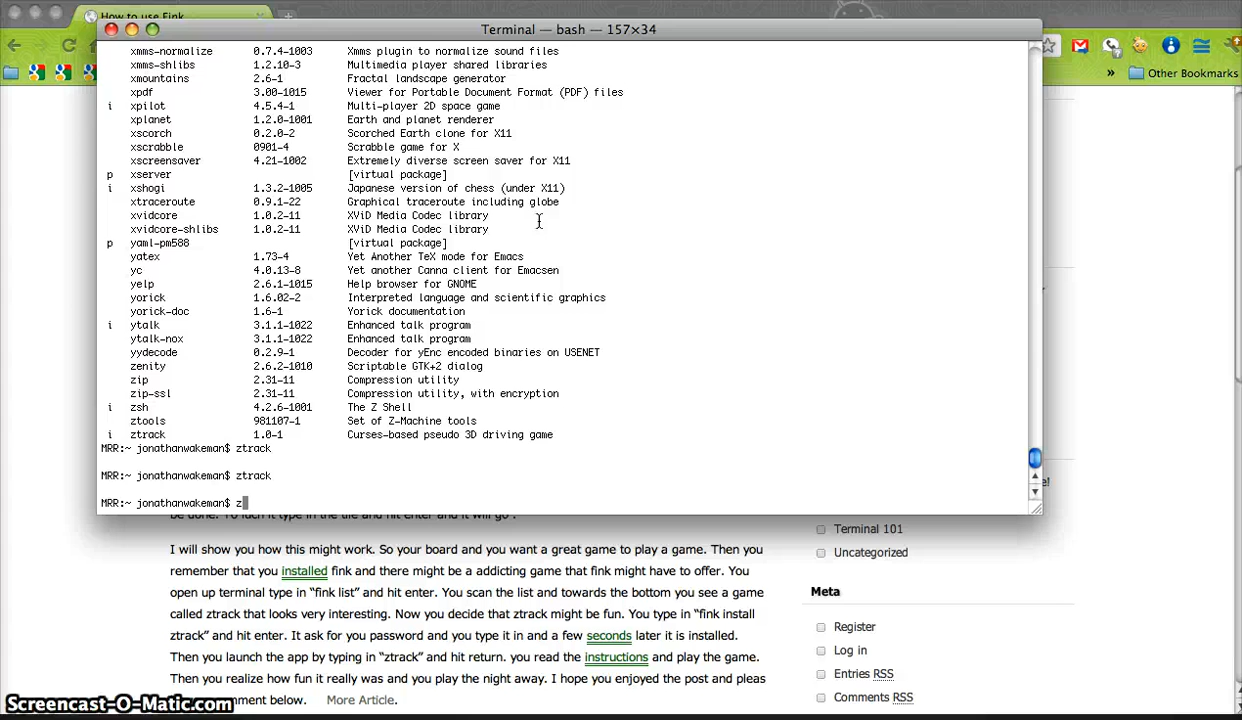 How to use Fink
Terminal — bash — 157×34
Other Bookmarks
xmms-normalize 0.7.4-1003 Xmms plugin to normalize sound files
xmms-shlibs 1.2.10-3 Multimedia player shared libraries
xmountains 2.6-1 Fractal landscape generator
xpdf 3.00-1015 Viewer for Portable Document Format (PDF) files
i xpilot 4.5.4-1 Multi-player 2D space game
xplanet 1.2.0-1001 Earth and planet renderer
xscorch 0.2.0-2 Scorched Earth clone for X11
xscrabble 0901-4 Scrabble game for X
xscreensaver 4.21-1002 Extremely diverse screen saver for X11
p xserver [virtual package]
i xshogi 1.3.2-1005 Japanese version of chess (under X11)
xtraceroute 0.9.1-22 Graphical traceroute including globe
xvidcore 1.0.2-11 XViD Media Codec library
xvidcore-shlibs 1.0.2-11 XViD Media Codec library
p yaml-pm588 [virtual package]
yatex 1.73-4 Yet Another TeX mode for Emacs
yc 4.0.13-8 Yet another Canna client for Emacsen
yelp 2.6.1-1015 Help browser for GNOME
yorick 1.6.02-2 Interpreted language and scientific graphics
yorick-doc 1.6-1 Yorick documentation
i ytalk 3.1.1-1022 Enhanced talk program
ytalk-nox 3.1.1-1022 Enhanced talk program
yydecode 0.2.9-1 Decoder for yEnc encoded binaries on USENET
zenity 2.6.2-1010 Scriptable GTK+2 dialog
zip 2.31-11 Compression utility
zip-ssl 2.31-11 Compression utility, with encryption
i zsh 4.2.6-1001 The Z Shell
ztools 981107-1 Set of Z-Machine tools
i ztrack 1.0-1 Curses-based pseudo 3D driving game
MRR:~ jonathanwakeman$ ztrack
MRR:~ jonathanwakeman$ ztrack
MRR:~ jonathanwakeman$ z
I will show you how this might work. So your board and you want a great game to play a game. Then you
remember that you installed fink and there might be a addicting game that fink might have to offer. You
open up terminal type in “fink list” and hit enter. You scan the list and towards the bottom you see a game
called ztrack that looks very interesting. Now you decide that ztrack might be fun. You type in “fink install
ztrack” and hit enter. It ask for you password and you type it in and a few seconds later it is installed.
Then you launch the app by typing in “ztrack” and hit return. you read the instructions and play the game.
Then you realize how fun it really was and you play the night away. I hope you enjoyed the post and pleas
mment below. More Article.
Terminal 101
Uncategorized
Meta
Register
Log in
Entries RSS
Comments RSS
Screencast-O-Matic.com